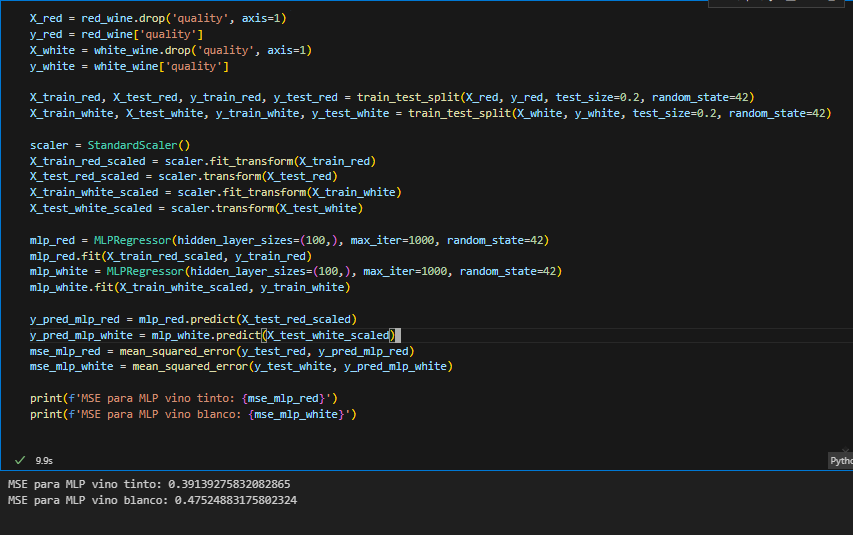 X_red = red_wine.drop('quality', axis=1)
y_red = red_wine['quality']
X_white = white_wine.drop('quality', axis=1)
y_white = white_wine['quality']
X_train_red, X_test_red, y_train_red, y_test_red = train_test_split(X_red, y_red, test_size=0.2, random_state=42)
X_train_white, X_test_white, y_train_white, y_test_white = train_test_split(X_white, y_white, test_size=0.2, random_state=42)
scaler = StandardScaler()
X_train_red_scaled = scaler.fit_transform(X_train_red)
X_test_red_scaled = scaler.transform(X_test_red)
X_train_white_scaled = scaler.fit_transform(X_train_white)
X_test_white_scaled = scaler.transform(X_test_white)
mlp_red = MLPRegressor(hidden_layer_sizes=(100,), max_iter=1000, random_state=42)
mlp_red.fit(X_train_red_scaled, y_train_red)
mlp_white = MLPRegressor(hidden_layer_sizes=(100,), max_iter=1000, random_state=42)
mlp_white.fit(X_train_white_scaled, y_train_white)
y_pred_mlp_red = mlp_red.predict(X_test_red_scaled)
y_pred_mlp_white = mlp_white.predict(X_test_white_scaled)
mse_mlp_red = mean_squared_error(y_test_red, y_pred_mlp_red)
mse_mlp_white = mean_squared_error(y_test_white, y_pred_mlp_white)
print(f'MSE para MLP vino tinto: {mse_mlp_red}')
print(f'MSE para MLP vino blanco: {mse_mlp_white}')
9.9s
Pytho
MSE para MLP vino tinto: 0.39139275832082865
MSE para MLP vino blanco: 0.47524883175802324